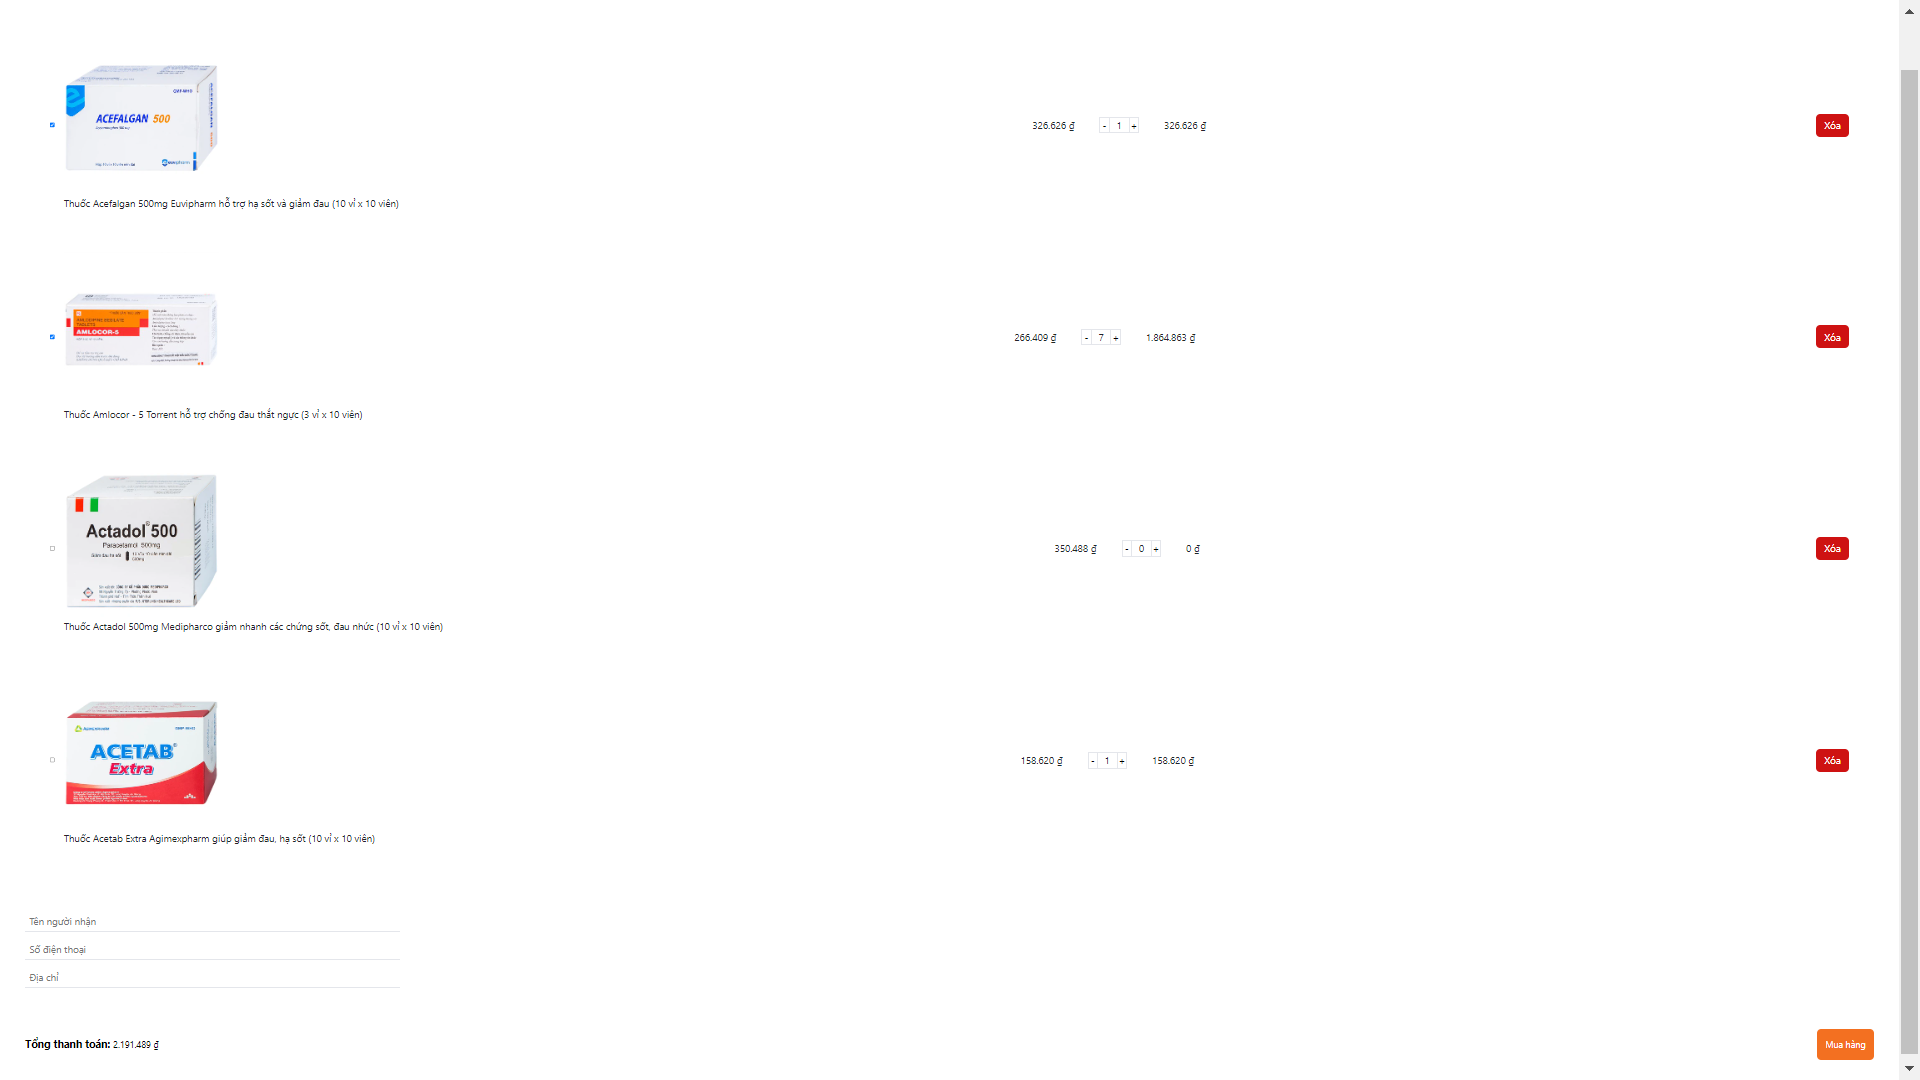 ACEFALGAN 500
326.626 ₫ - 1 + 326.626 ₫ Xóa
Thuốc Acefalgan 500mg Euvipharm hỗ trợ hạ sốt và giảm đau (10 vỉ x 10 viên)
AMLOCOR-5
266.409 ₫ - 7 + 1.864.863 ₫ Xóa
Thuốc Amlocor - 5 Torrent hỗ trợ chống đau thắt ngực (3 vỉ x 10 viên)
Actadol 500
Paracetamol 500mg
350.488 ₫ - 0 + 0 ₫ Xóa
Thuốc Actadol 500mg Medipharco giảm nhanh các chứng sốt, đau nhức (10 vỉ x 10 viên)
ACETAB
Extra
158.620 ₫ - 1 + 158.620 ₫ Xóa
Thuốc Acetab Extra Agimexpharm giúp giảm đau, hạ sốt (10 vỉ x 10 viên)
Tên người nhận
Số điện thoại
Địa chỉ
Tổng thanh toán: 2.191.489 ₫ Mua hàng